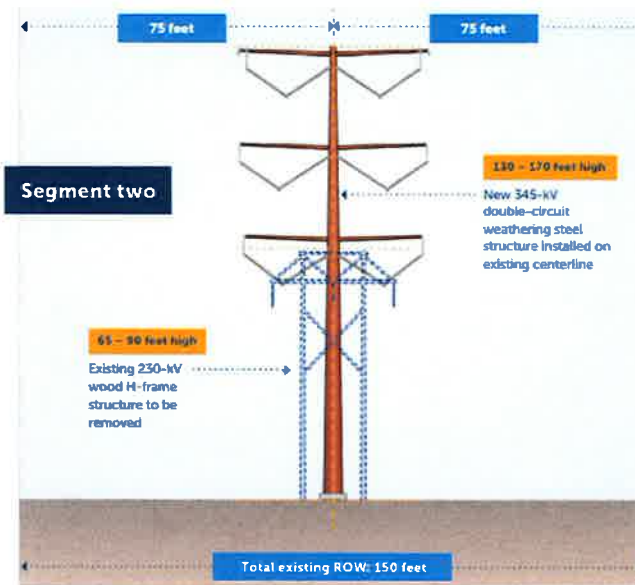 75 feet
75 feet
Segment two
130 – 170 feet high
New 345-kV
double-circuit
weathering steel
structure installed on
existing centerline
65 – 90 feet high
Existing 230-kV
wood H-frame
structure to be
removed
Total existing ROW: 150 feet